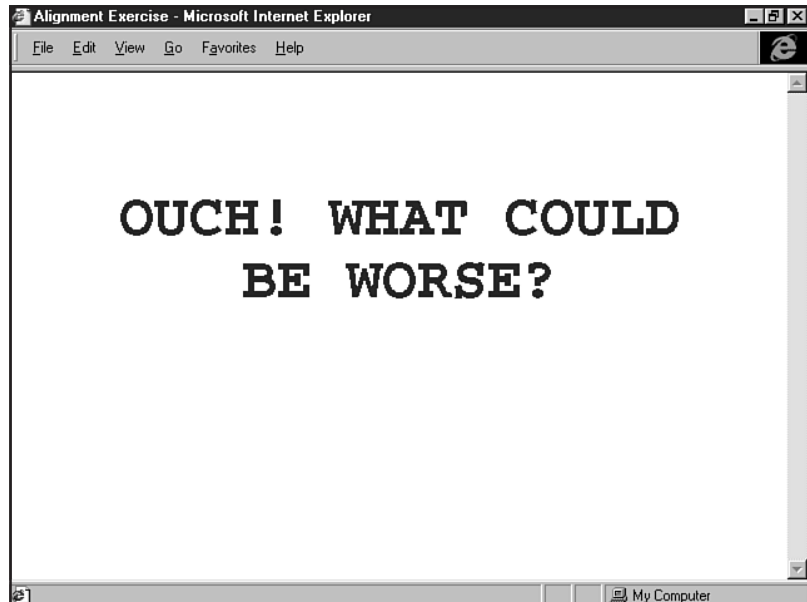 Alignment Exercise - Microsoft Internet Explorer
File Edit View Go Favorites Help
OUCH! WHAT COULD
BE WORSE?
My Computer